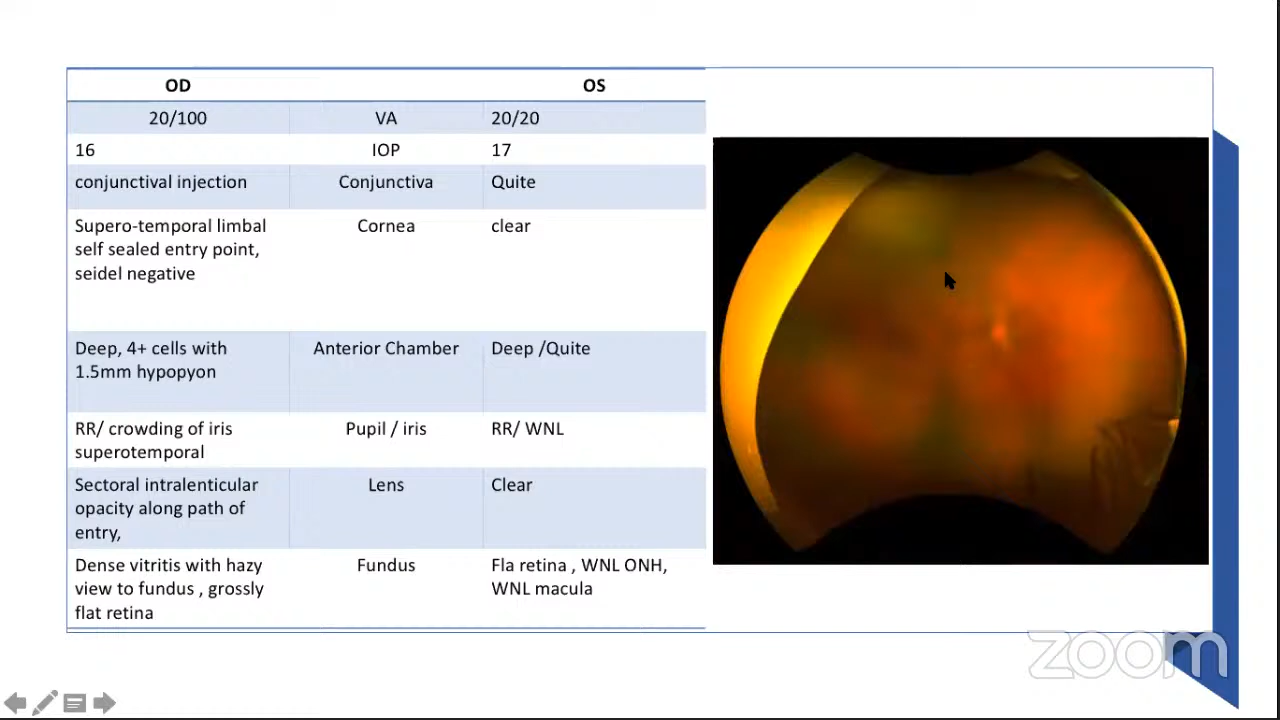 OD OS
20/100 VA 20/20
16 IOP 17
conjunctival injection Conjunctiva Quite
Supero-temporal limbal Cornea clear
self sealed entry point,
seidel negative
Deep, 4+ cells with Anterior Chamber Deep /Quite
1.5mm hypopyon
RR/ crowding of iris Pupil / iris RR/ WNL
superotemporal
Sectoral intralenticular Lens Clear
opacity along path of
entry,
Dense vitritis with hazy Fundus Fla retina , WNL ONH,
view to fundus , grossly WNL macula
flat retina
zoom